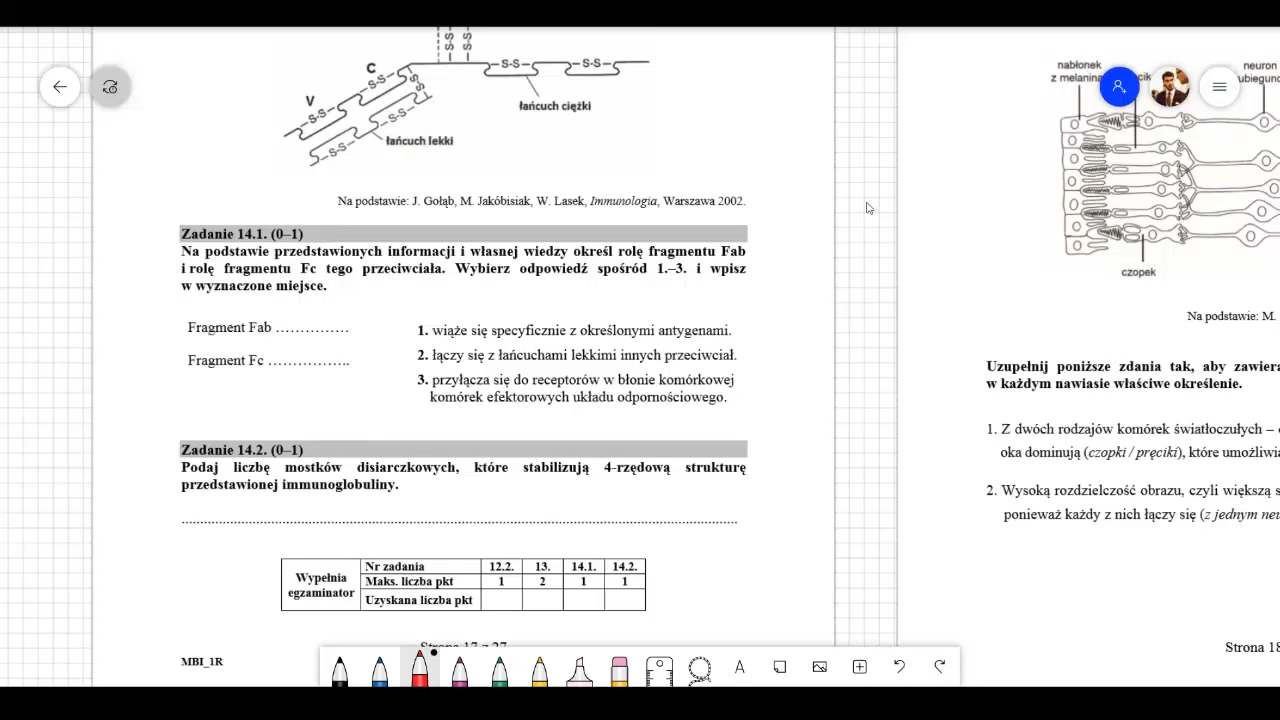 S-S
S-S
C
S-S
S-S
S-S
S-S
V
S-S
łańcuch ciężki
S-S
S-S
łańcuch lekki
S-S
Na podstawie: J. Gołąb, M. Jakóbisiak, W. Lasek, Immunologia, Warszawa 2002.
Zadanie 14.1. (0–1)
Na podstawie przedstawionych informacji i własnej wiedzy określ rolę fragmentu Fab
i rolę fragmentu Fc tego przeciwciała. Wybierz odpowiedź spośród 1.–3. i wpisz
w wyznaczone miejsce.
Fragment Fab ……………
Fragment Fc ……………..
1. wiąże się specyficznie z określonymi antygenami.
2. łączy się z łańcuchami lekkimi innych przeciwciał.
3. przyłącza się do receptorów w błonie komórkowej
komórek efektorowych układu odpornościowego.
Zadanie 14.2. (0–1)
Podaj liczbę mostków disiarczkowych, które stabilizują 4-rzędową strukturę
przedstawionej immunoglobuliny.
Wypełnia
egzaminator
Nr zadania 12.2. 13. 14.1. 14.2.
Maks. liczba pkt 1 2 1 1
Uzyskana liczba pkt
Strona 17 z 27
MBI_1R
A
nabłonek
z melaniną
neuron
czopek
Na podstawie: M.
Uzupełnij poniższe zdania tak, aby
w każdym nawiasie właściwe określenie.
1. Z dwóch rodzajów komórek światłoczułych –
oka dominują (czopki / pręciki), które
2. Wysoką rozdzielczość obrazu, czyli większą
ponieważ każdy z nich łączy się (z jednym
Strona 18